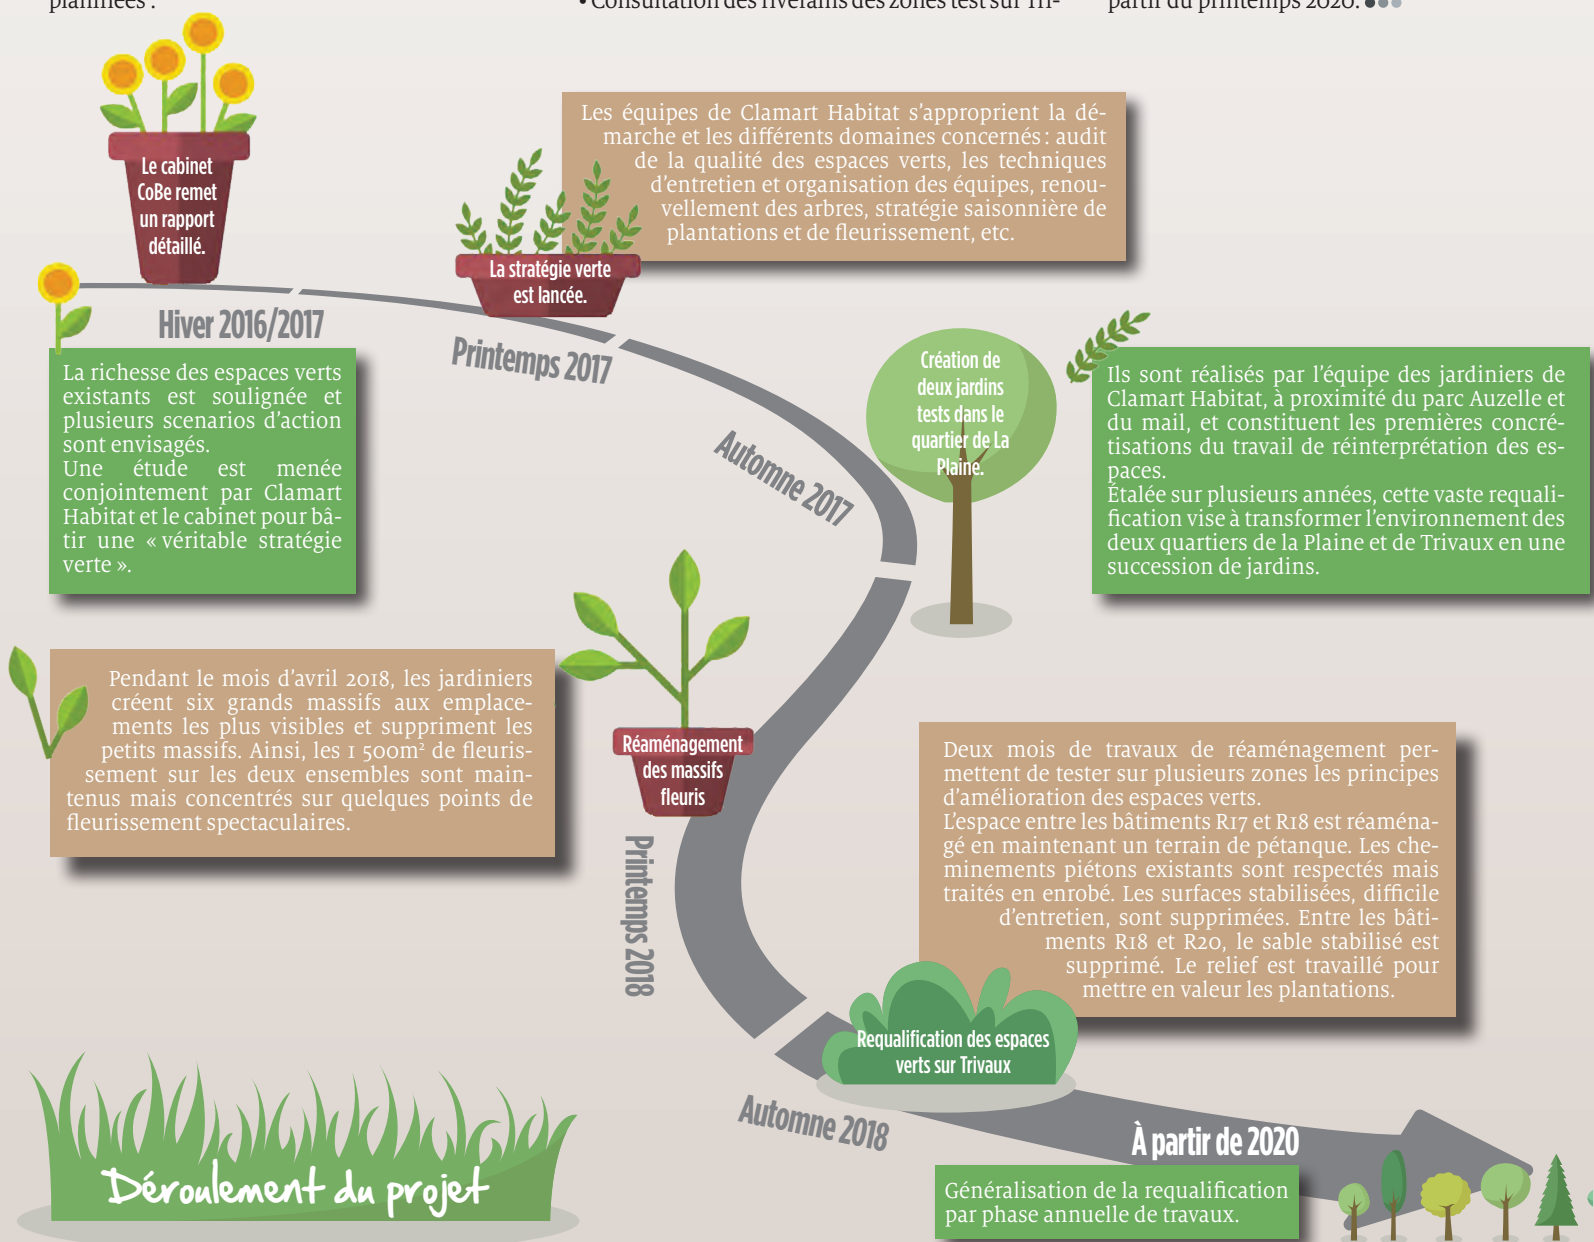 planifiées :
• Consultation des riverains des zones test sur Tri-
partir du printemps 2020.
Le cabinet
CoBe remet
un rapport
détaillé.
Hiver 2016/2017
La richesse des espaces verts
existants est soulignée et
plusieurs scenarios d'action
sont envisagés.
Une étude est menée
conjointement par Clamart
Habitat et le cabinet pour bâ-
tir une « véritable stratégie
verte ».
Les équipes de Clamart Habitat s'approprient la dé-
marche et les différents domaines concernés : audit
de la qualité des espaces verts, les techniques
d'entretien et organisation des équipes, renou-
vellement des arbres, stratégie saisonnière de
plantations et de fleurissement, etc.
La stratégie verte
est lancée.
Printemps 2017
Automne 2017
Création de
deux jardins
tests dans le
quartier de La
Plaine.
Ils sont réalisés par l'équipe des jardiniers de
Clamart Habitat, à proximité du parc Auzelle et
du mail, et constituent les premières concré-
tisations du travail de réinterprétation des es-
paces.
Étalée sur plusieurs années, cette vaste requali-
fication vise à transformer l'environnement des
deux quartiers de la Plaine et de Trivaux en une
succession de jardins.
Pendant le mois d'avril 2018, les jardiniers
créent six grands massifs aux emplace-
ments les plus visibles et suppriment les
petits massifs. Ainsi, les 1 500m² de fleuris-
sement sur les deux ensembles sont main-
tenus mais concentrés sur quelques points de
fleurissement spectaculaires.
Réaménagement
des massifs
fleuris
Printemps 2018
Deux mois de travaux de réaménagement per-
mettent de tester sur plusieurs zones les principes
d'amélioration des espaces verts.
L'espace entre les bâtiments R17 et R18 est réaména-
gé en maintenant un terrain de pétanque. Les che-
minements piétons existants sont respectés mais
traités en enrobé. Les surfaces stabilisées, difficile
d'entretien, sont supprimées. Entre les bâti-
ments R18 et R20, le sable stabilisé est
supprimé. Le relief est travaillé pour
mettre en valeur les plantations.
Requalification des espaces
verts sur Trivaux
Automne 2018
À partir de 2020
Généralisation de la requalification
par phase annuelle de travaux.
Déroulement du projet